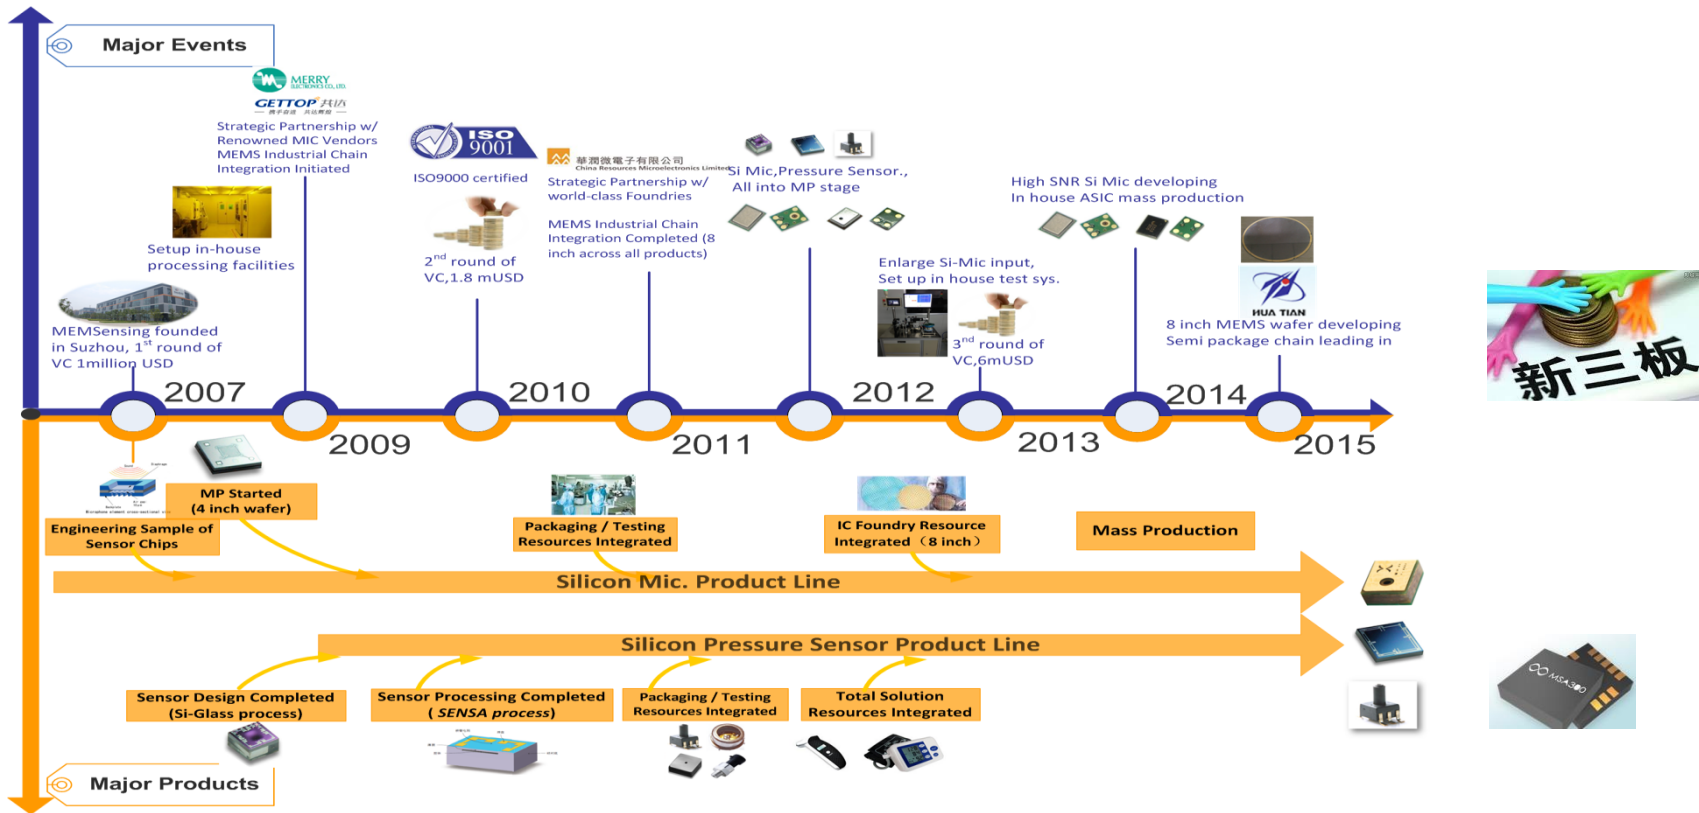 Major Events
MERRY
ELECTRONICS CO., LTD.
GETTOP 共达
Strategic Partnership w/
Renowned MIC Vendors
MEMS Industrial Chain
Integration Initiated
Setup in-house
processing facilities
MEMSensing founded
in Suzhou, 1st round of
VC 1million USD
ISO
9001
ISO9000 certified
2nd round of
VC,1.8 mUSD
華潤微電子有限公司
China Resources Microelectronics Limited
Strategic Partnership w/
world-class Foundries
MEMS Industrial Chain
Integration Completed (8
inch across all products)
Si Mic,Pressure Sensor.,
All into MP stage
Enlarge Si-Mic input,
Set up in house test sys.
3nd round of
VC,6mUSD
High SNR Si Mic developing
In house ASIC mass production
HUA TIAN
8 inch MEMS wafer developing
Semi package chain leading in
新三板
2007
2009
2010
2011
2012
2013
2014
2015
MP Started
(4 inch wafer)
Engineering Sample of
Sensor Chips
Packaging / Testing
Resources Integrated
IC Foundry Resource
Integrated（8 inch）
Mass Production
Silicon Mic. Product Line
Silicon Pressure Sensor Product Line
Sensor Design Completed
(Si-Glass process)
Sensor Processing Completed
( SENSA process)
Packaging / Testing
Resources Integrated
Total Solution
Resources Integrated
MSA300
Major Products